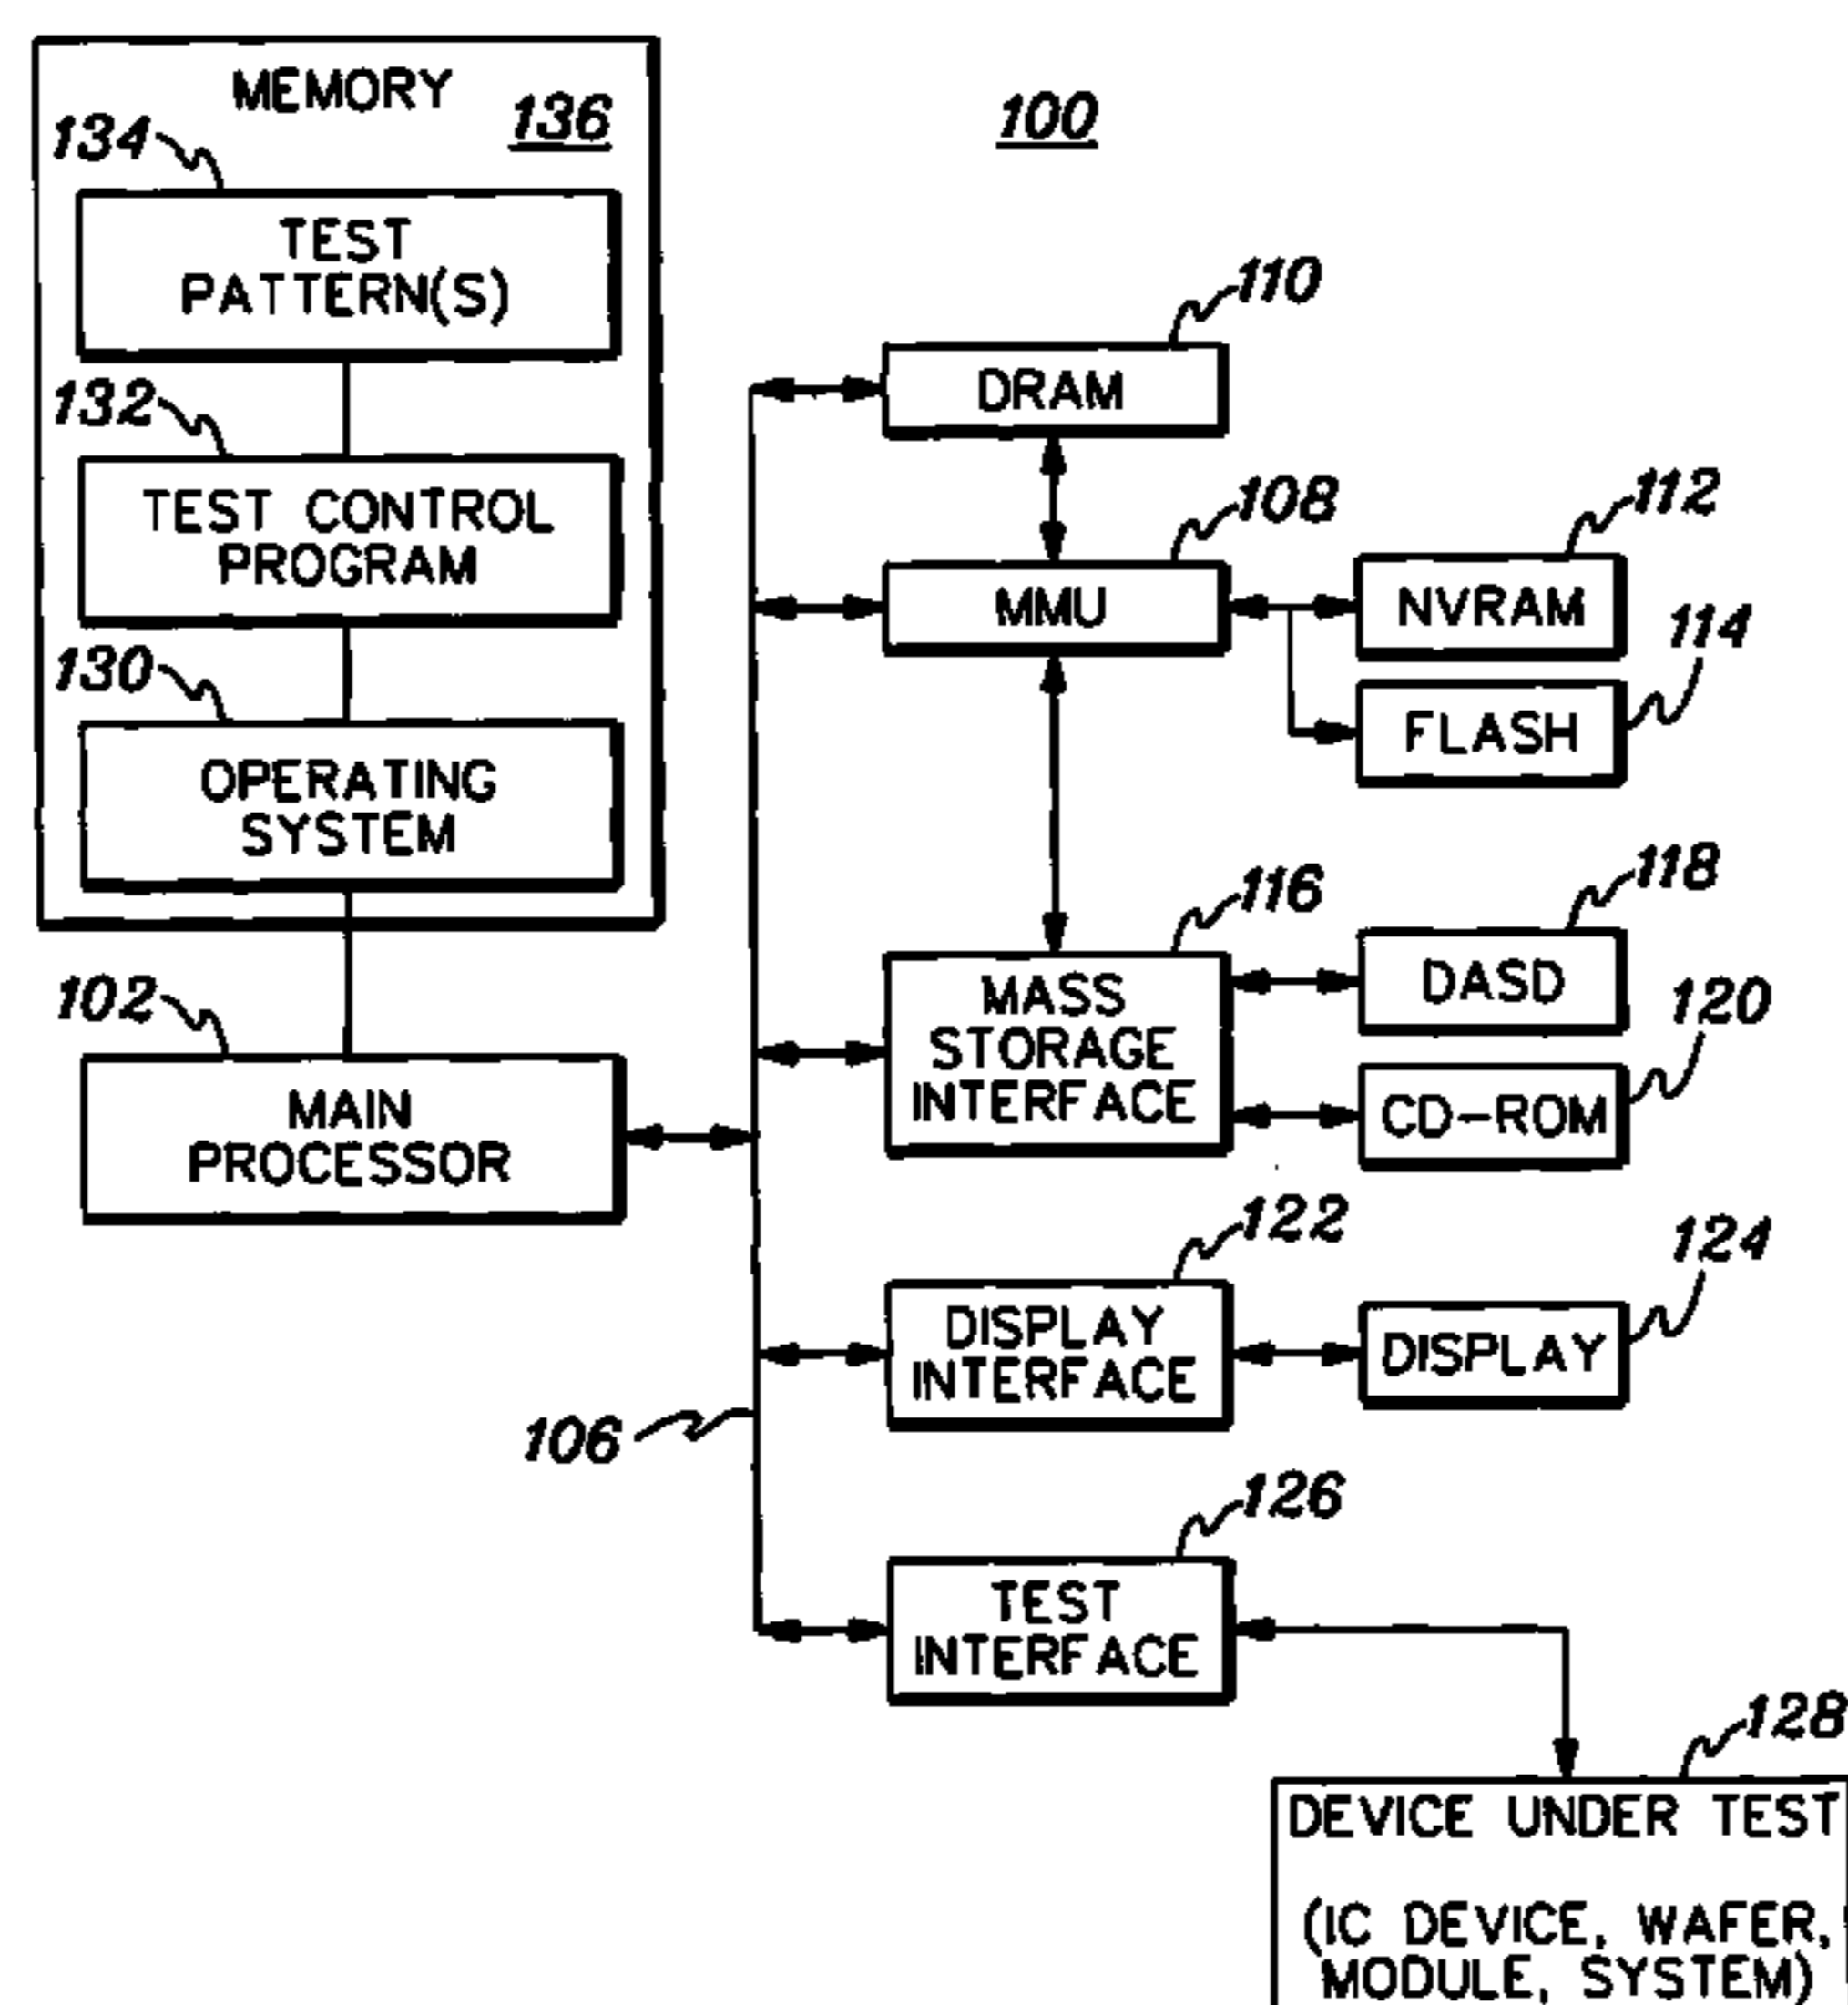 MEMORY
136
134
TEST
PATTERN(S)
132
TEST CONTROL
PROGRAM
130
OPERATING
SYSTEM
102
MAIN
PROCESSOR
100
110
DRAM
108
MMU
112
NVRAM
114
FLASH
116
MASS
STORAGE
INTERFACE
118
DASD
120
CD-ROM
122
DISPLAY
INTERFACE
124
DISPLAY
106
126
TEST
INTERFACE
128
DEVICE UNDER TEST
(IC DEVICE, WAFER,
MODULE, SYSTEM)